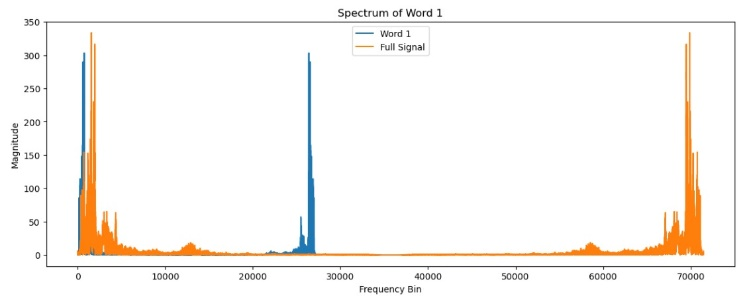 Spectrum of Word 1
350
300
250
200
150
100
50
0
Magnitude
Word 1
Full Signal
0 10000 20000 30000 40000 50000 60000 70000
Frequency Bin